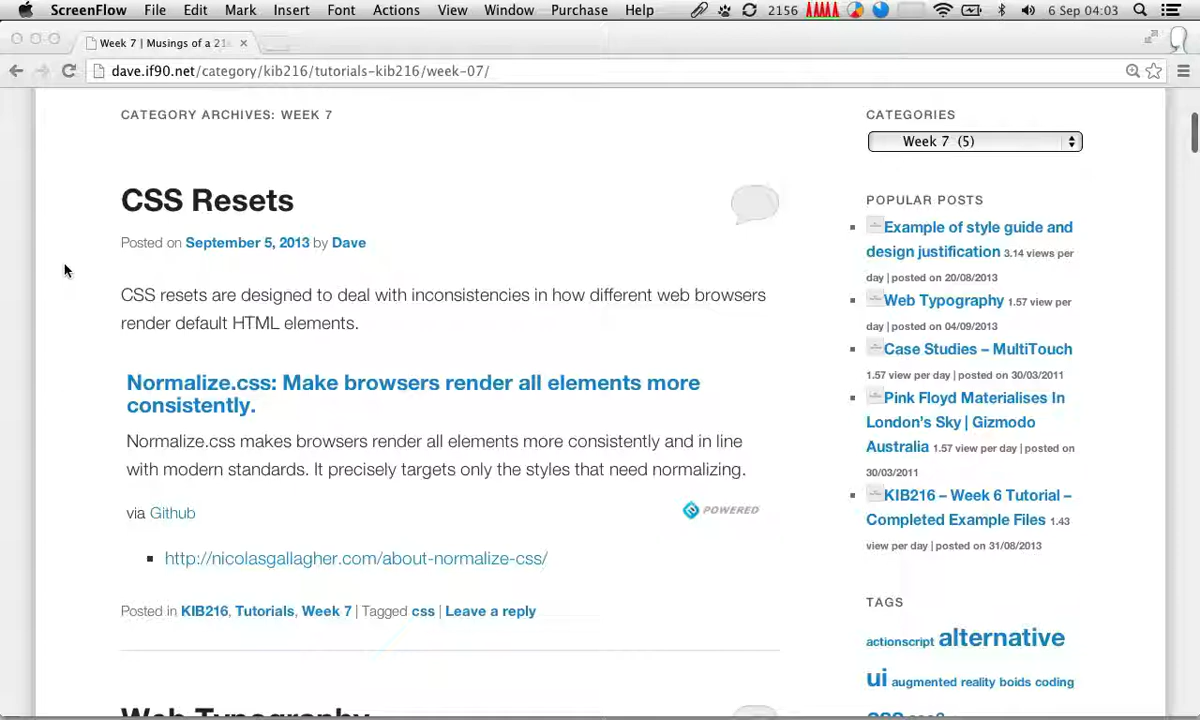 ScreenFlow File Edit Mark Insert Font Actions View Window Purchase Help 2156 6 Sep 04:03
Week 7 | Musings of a 21
dave.if90.net/category/kib216/tutorials-kib216/week-07/
CATEGORY ARCHIVES: WEEK 7
CSS Resets
Posted on September 5, 2013 by Dave
CSS resets are designed to deal with inconsistencies in how different web browsers
render default HTML elements.
Normalize.css: Make browsers render all elements more
consistently.
Normalize.css makes browsers render all elements more consistently and in line
with modern standards. It precisely targets only the styles that need normalizing.
via Github
POWERED
http://nicolasgallagher.com/about-normalize-css/
Posted in KIB216, Tutorials, Week 7 | Tagged css | Leave a reply
Web Typography
CATEGORIES
Week 7 (5)
POPULAR POSTS
Example of style guide and
design justification 3.14 views per
day | posted on 20/08/2013
Web Typography 1.57 view per
day | posted on 04/09/2013
Case Studies – MultiTouch
1.57 view per day | posted on 30/03/2011
Pink Floyd Materialises In
London's Sky | Gizmodo
Australia 1.57 view per day | posted on
30/03/2011
KIB216 – Week 6 Tutorial –
Completed Example Files 1.43
view per day | posted on 31/08/2013
TAGS
actionscript alternative
ui augmented reality boids coding